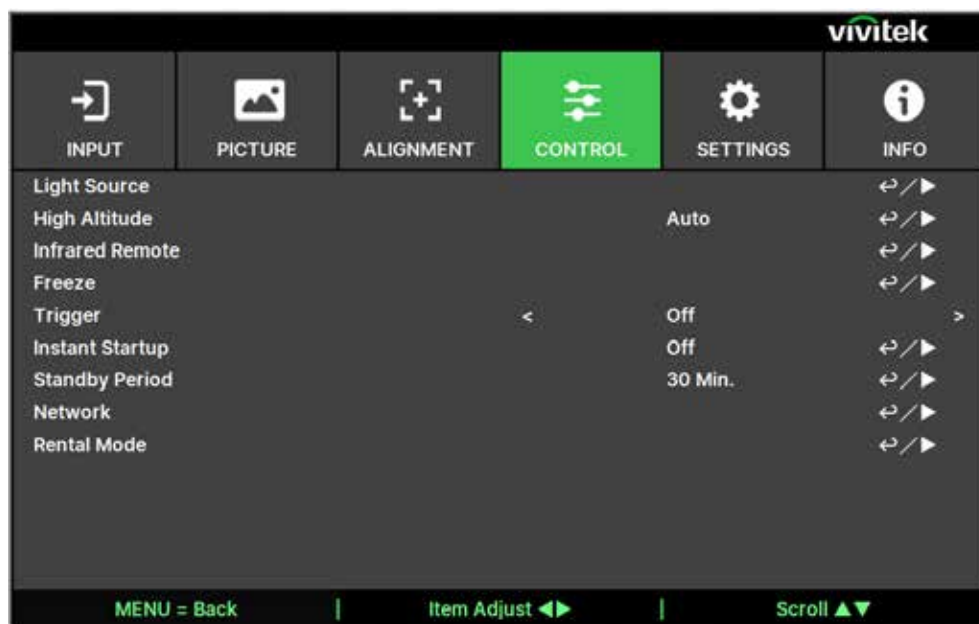 vivitek
INPUT PICTURE ALIGNMENT CONTROL SETTINGS INFO
Light Source ↩/▶
High Altitude Auto ↩/▶
Infrared Remote ↩/▶
Freeze ↩/▶
Trigger < Off >
Instant Startup Off ↩/▶
Standby Period 30 Min. ↩/▶
Network ↩/▶
Rental Mode ↩/▶
MENU = Back | Item Adjust ◀▶ | Scroll ▲▼